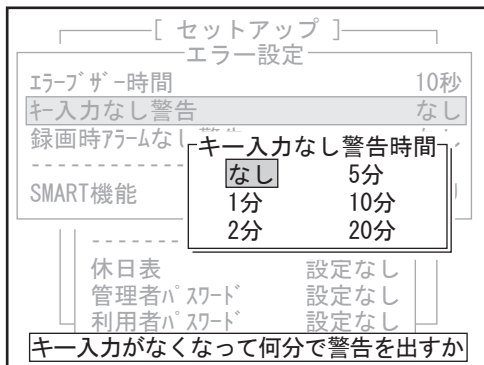 [ セットアップ ]
エラー設定
ｴﾗｰﾌﾞｻﾞｰ時間 10秒
ｷｰ入力なし警告 なし
録画時ｱﾗｰﾑなし
キー入力なし警告時間
なし 5分
SMART機能
1分 10分
2分 20分
休日表 設定なし
管理者ﾊﾟｽﾜｰﾄﾞ 設定なし
利用者ﾊﾟｽﾜｰﾄﾞ 設定なし
キー入力がなくなって何分で警告を出すか